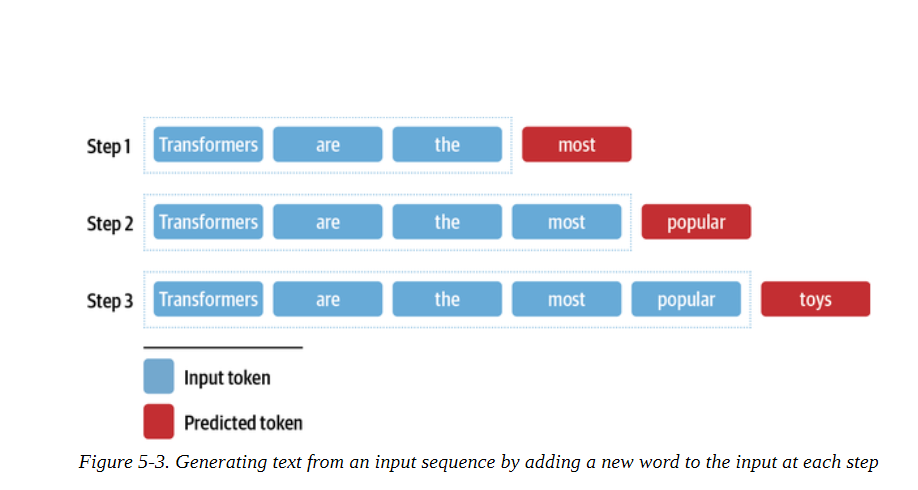 Step 1 Transformers are the most
Step 2 Transformers are the most popular
Step 3 Transformers are the most popular toys
Input token
Predicted token
Figure 5-3. Generating text from an input sequence by adding a new word to the input at each step